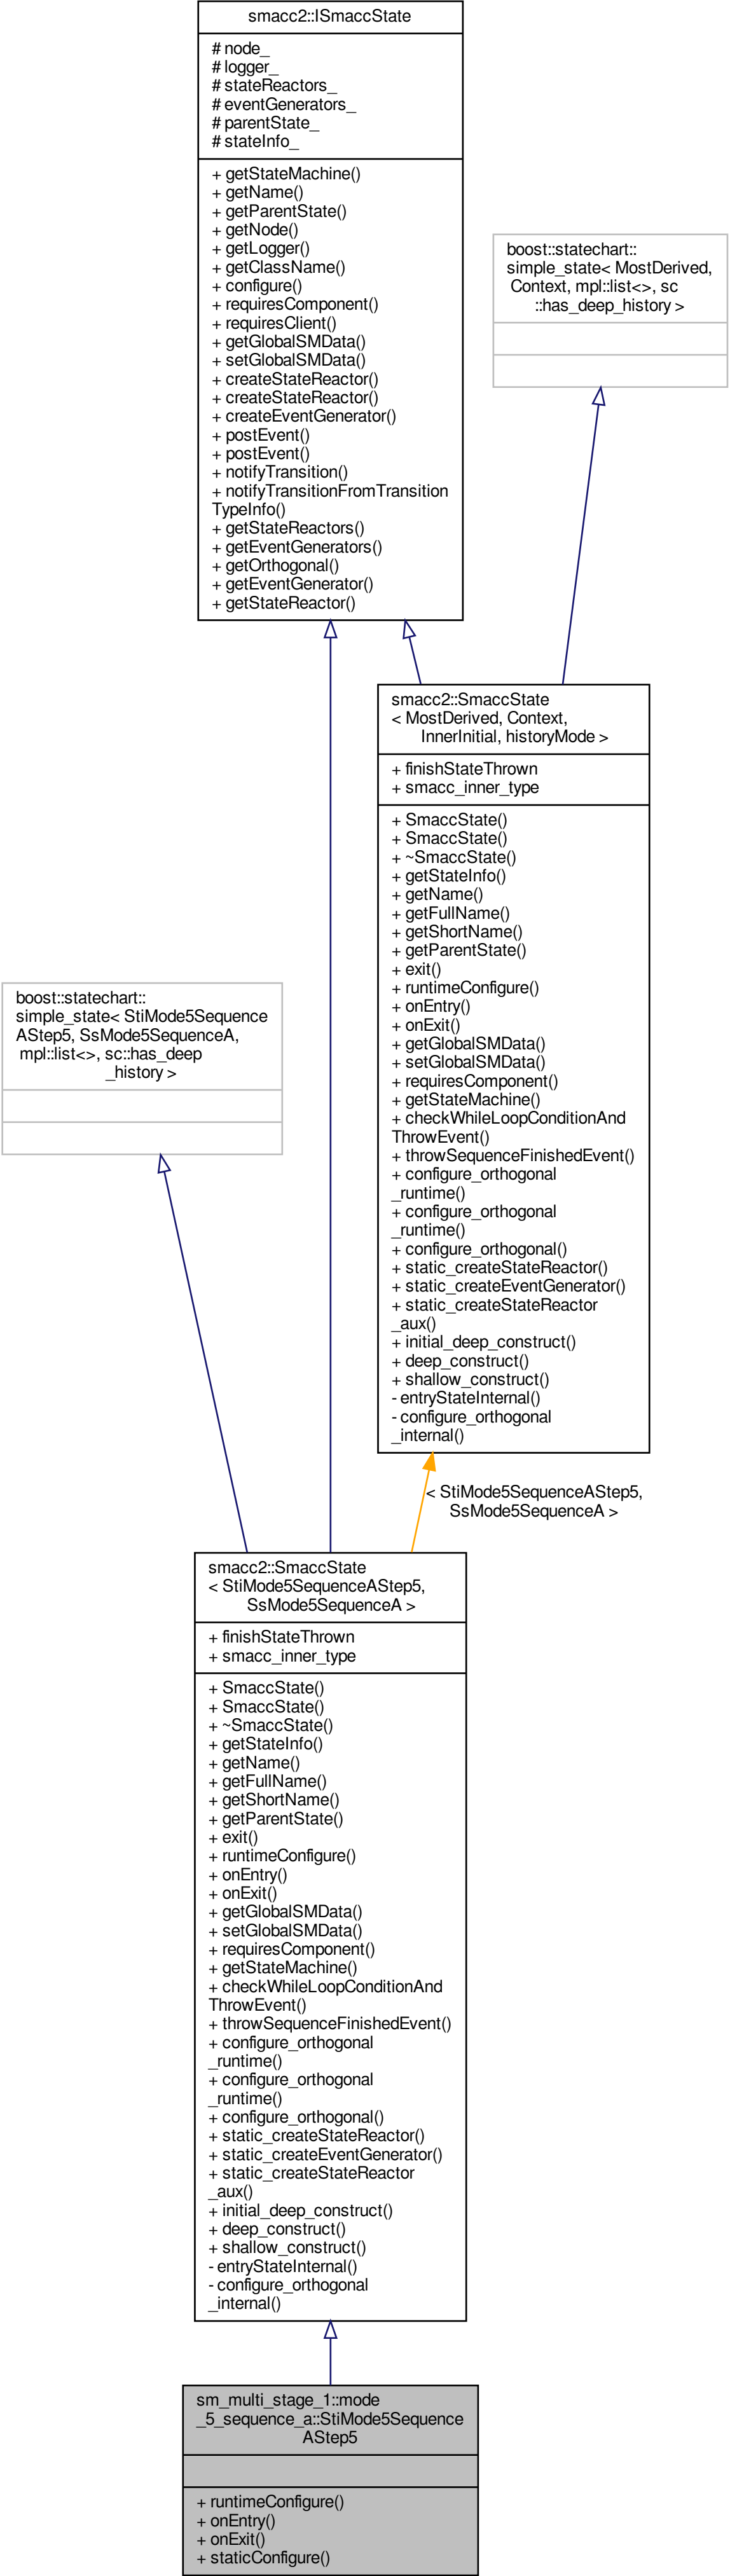 smacc2::ISmaccState
# node_
# logger_
# stateReactors_
# eventGenerators_
# parentState_
# stateInfo_
+ getStateMachine()
+ getName()
+ getParentState()
+ getNode()
+ getLogger()
+ getClassName()
+ configure()
+ requiresComponent()
+ requiresClient()
+ getGlobalSMData()
+ setGlobalSMData()
+ createStateReactor()
+ createStateReactor()
+ createEventGenerator()
+ postEvent()
+ postEvent()
+ notifyTransition()
+ notifyTransitionFromTransition
TypeInfo()
+ getStateReactors()
+ getEventGenerators()
+ getOrthogonal()
+ getEventGenerator()
+ getStateReactor()
boost::statechart::
simple_state< MostDerived,
Context, mpl::list<>, sc
::has_deep_history >
smacc2::SmaccState
< MostDerived, Context,
InnerInitial, historyMode >
+ finishStateThrown
+ smacc_inner_type
+ SmaccState()
+ SmaccState()
+ ~SmaccState()
+ getStateInfo()
+ getName()
+ getFullName()
+ getShortName()
+ getParentState()
+ exit()
+ runtimeConfigure()
+ onEntry()
+ onExit()
+ getGlobalSMData()
+ setGlobalSMData()
+ requiresComponent()
+ getStateMachine()
+ checkWhileLoopConditionAnd
ThrowEvent()
+ throwSequenceFinishedEvent()
+ configure_orthogonal
_runtime()
+ configure_orthogonal
_runtime()
+ configure_orthogonal()
+ static_createStateReactor()
+ static_createEventGenerator()
+ static_createStateReactor
_aux()
+ initial_deep_construct()
+ deep_construct()
+ shallow_construct()
- entryStateInternal()
- configure_orthogonal
_internal()
boost::statechart::
simple_state< StiMode5Sequence
AStep5, SsMode5SequenceA,
mpl::list<>, sc::has_deep
_history >
< StiMode5SequenceAStep5,
SsMode5SequenceA >
smacc2::SmaccState
< StiMode5SequenceAStep5,
SsMode5SequenceA >
+ finishStateThrown
+ smacc_inner_type
+ SmaccState()
+ SmaccState()
+ ~SmaccState()
+ getStateInfo()
+ getName()
+ getFullName()
+ getShortName()
+ getParentState()
+ exit()
+ runtimeConfigure()
+ onEntry()
+ onExit()
+ getGlobalSMData()
+ setGlobalSMData()
+ requiresComponent()
+ getStateMachine()
+ checkWhileLoopConditionAnd
ThrowEvent()
+ throwSequenceFinishedEvent()
+ configure_orthogonal
_runtime()
+ configure_orthogonal
_runtime()
+ configure_orthogonal()
+ static_createStateReactor()
+ static_createEventGenerator()
+ static_createStateReactor
_aux()
+ initial_deep_construct()
+ deep_construct()
+ shallow_construct()
- entryStateInternal()
- configure_orthogonal
_internal()
sm_multi_stage_1::mode
_5_sequence_a::StiMode5Sequence
AStep5
+ runtimeConfigure()
+ onEntry()
+ onExit()
+ staticConfigure()